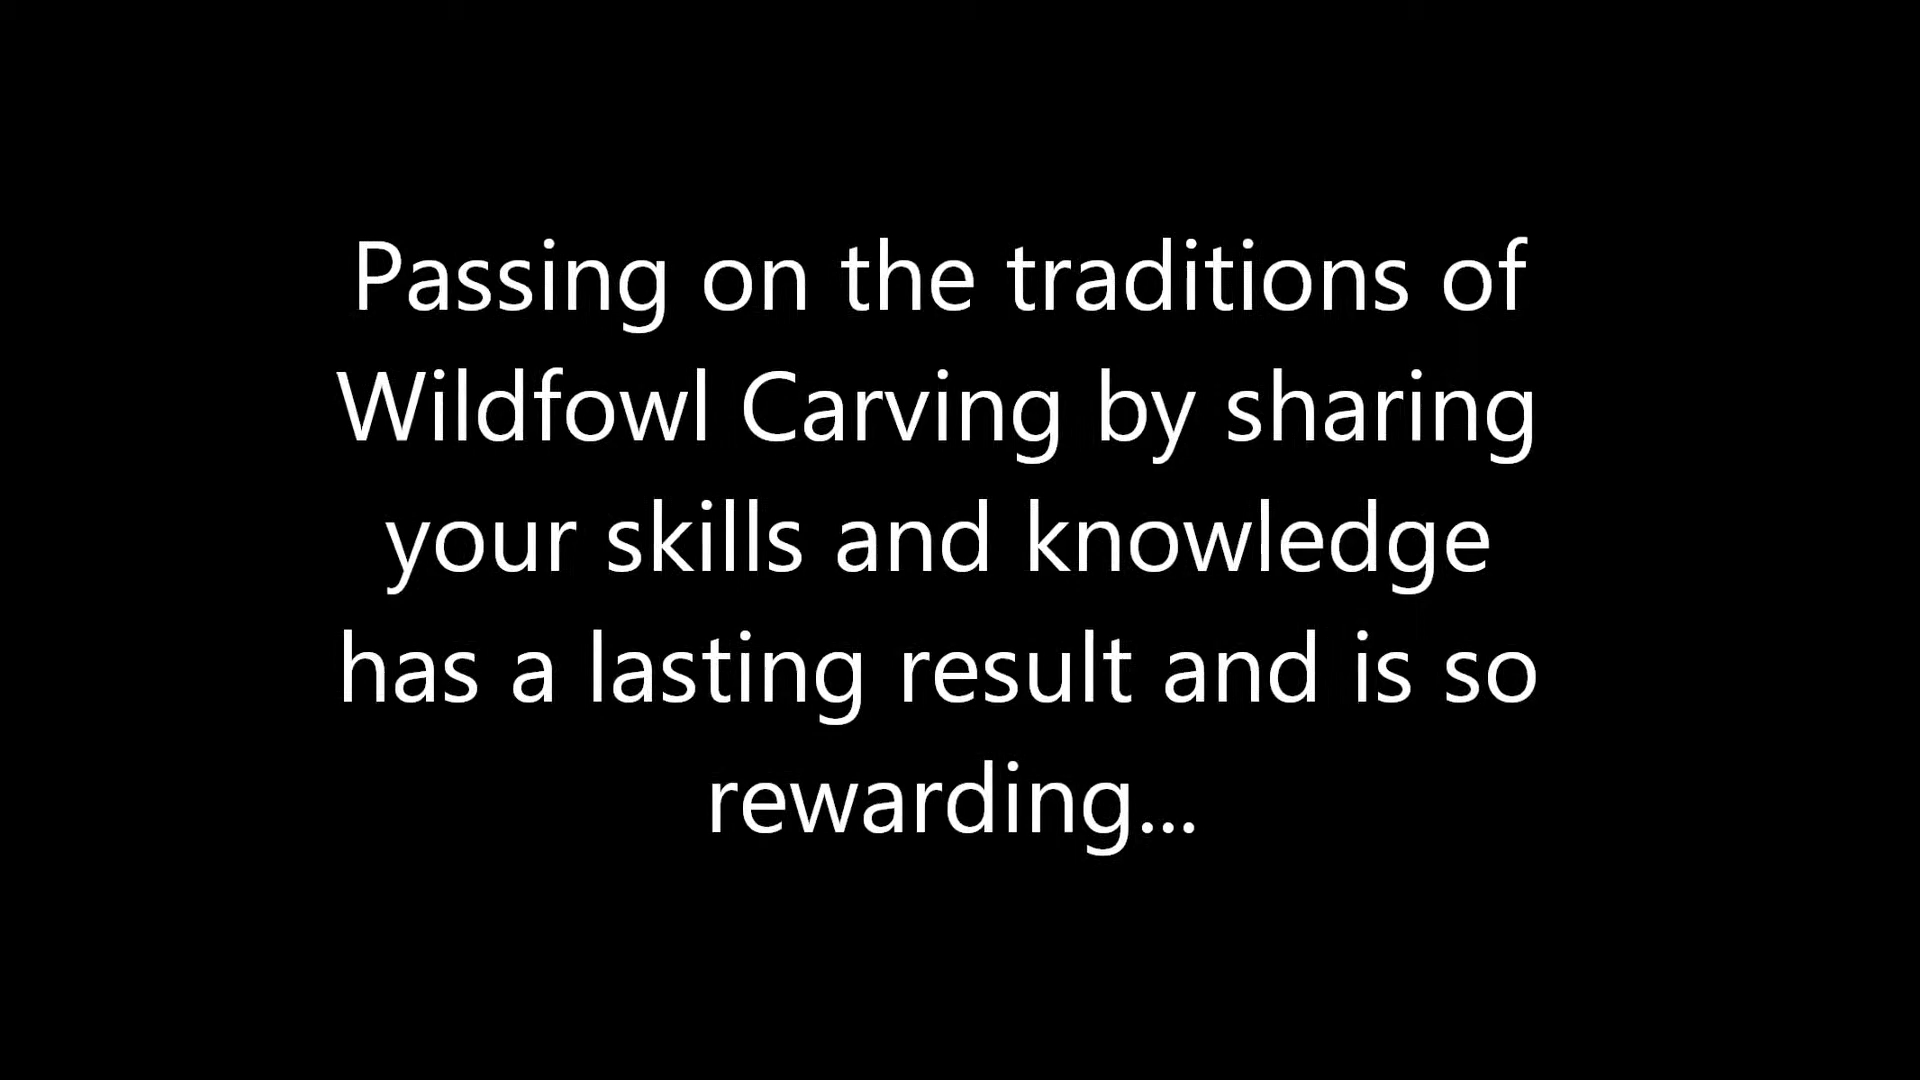 Passing on the traditions of
Wildfowl Carving by sharing
your skills and knowledge
has a lasting result and is so
rewarding...